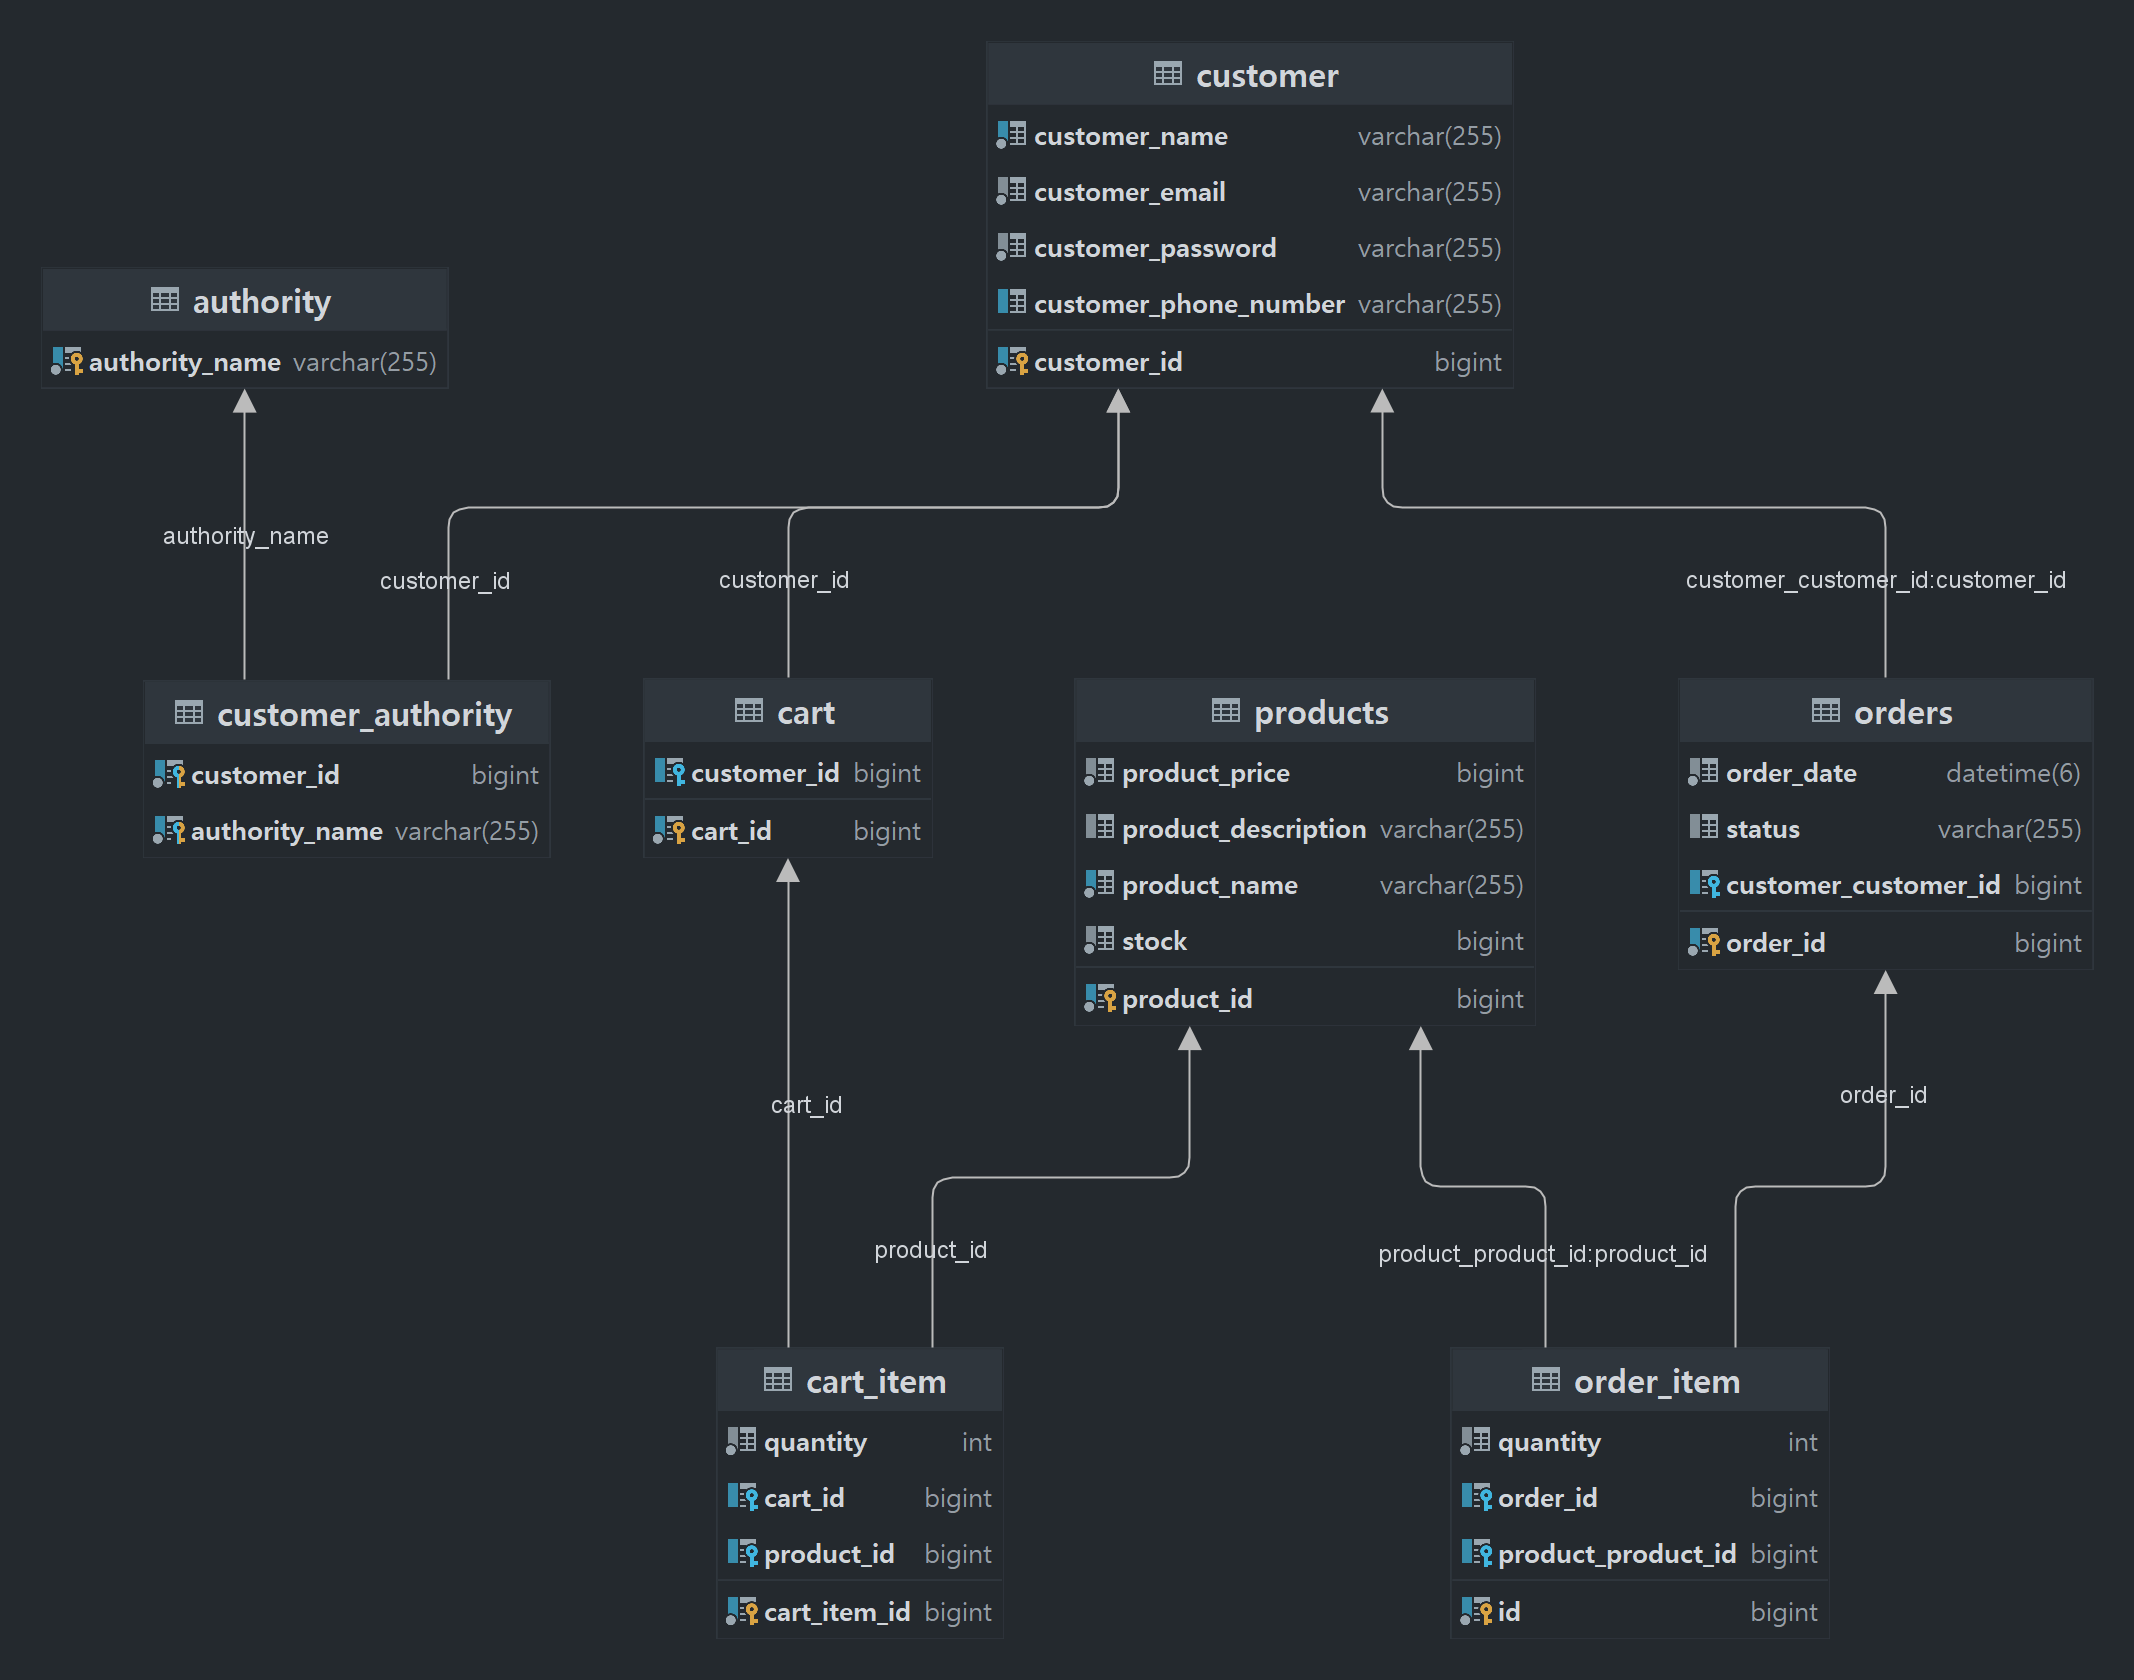 customer
customer_name varchar(255)
customer_email varchar(255)
customer_password varchar(255)
customer_phone_number varchar(255)
customer_id bigint
authority
authority_name varchar(255)
authority_name
customer_id
customer_id
customer_customer_id:customer_id
customer_authority
customer_id bigint
authority_name varchar(255)
cart
customer_id bigint
cart_id bigint
products
product_price bigint
product_description varchar(255)
product_name varchar(255)
stock bigint
product_id bigint
orders
order_date datetime(6)
status varchar(255)
customer_customer_id bigint
order_id bigint
cart_id
order_id
product_id
product_product_id:product_id
cart_item
quantity int
cart_id bigint
product_id bigint
cart_item_id bigint
order_item
quantity int
order_id bigint
product_product_id bigint
id bigint